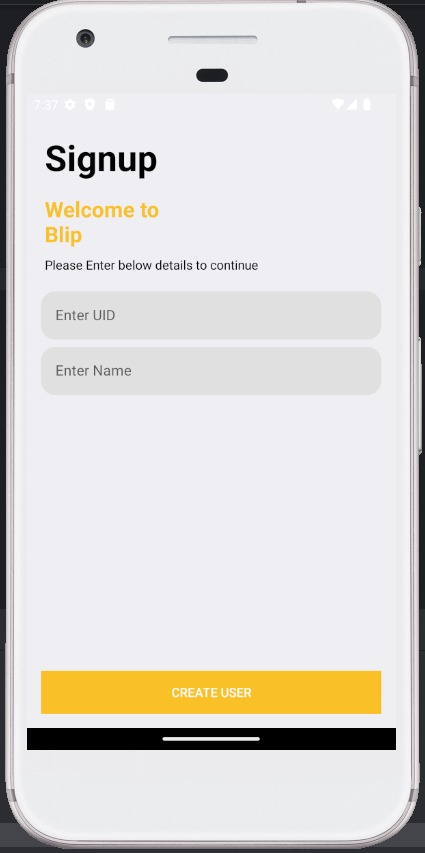 7:37
Signup
Welcome to
Blip
Please Enter below details to continue
Enter UID
Enter Name
CREATE USER